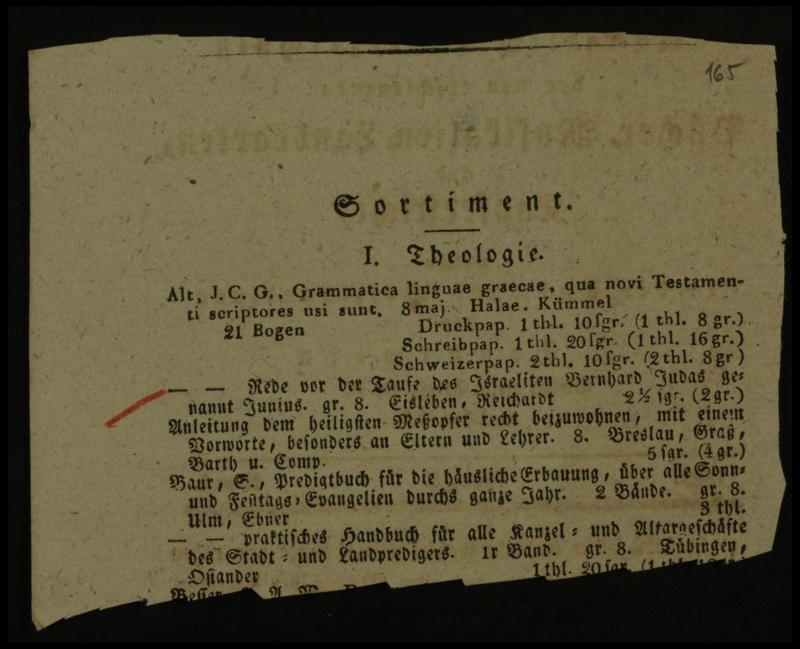 165
Sortiment.
I. Theologie.
Alt, J. C. G., Grammatica linguae graecae, qua novi Testamen-
ti scriptores usi sunt. 8 maj. Halae. Kümmel
21 Bogen Druckpap. 1 thl. 10 sgr. (1 thl. 8 gr.)
Schreibpap. 1 thl. 20 sgr. (1 thl. 16 gr.)
Schweizerpap. 2 thl. 10 sgr. (2 thl. 8 gr)
— — Rede vor der Taufe des Israeliten Bernhard Judas ge-
nannt Junius. gr. 8. Eisleben, Reichardt 2½ sgr. (2 gr.)
Anleitung dem heiligsten Meßopfer recht beizuwohnen, mit einem
Vorworte, besonders an Eltern und Lehrer. 8. Breslau, Graß,
Barth u. Comp. 5 sgr. (4 gr.)
Baur, S., Predigtbuch für die häusliche Erbauung, über alle Sonn-
und Festtags-Evangelien durchs ganze Jahr. 2 Bände. gr. 8.
Ulm, Ebner 3 thl.
— — praktisches Handbuch für alle Kanzel- und Altargeschäfte
des Stadt- und Landpredigers. 1r Band. gr. 8. Tübingen,
Osiander 1 thl. 20 sgr. (1 thl.